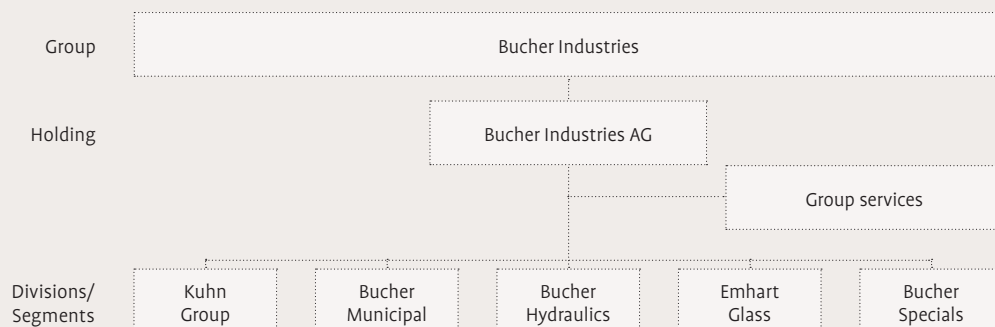 Group
Bucher Industries
Holding
Bucher Industries AG
Group services
Divisions/
Segments
Kuhn
Group
Bucher
Municipal
Bucher
Hydraulics
Emhart
Glass
Bucher
Specials